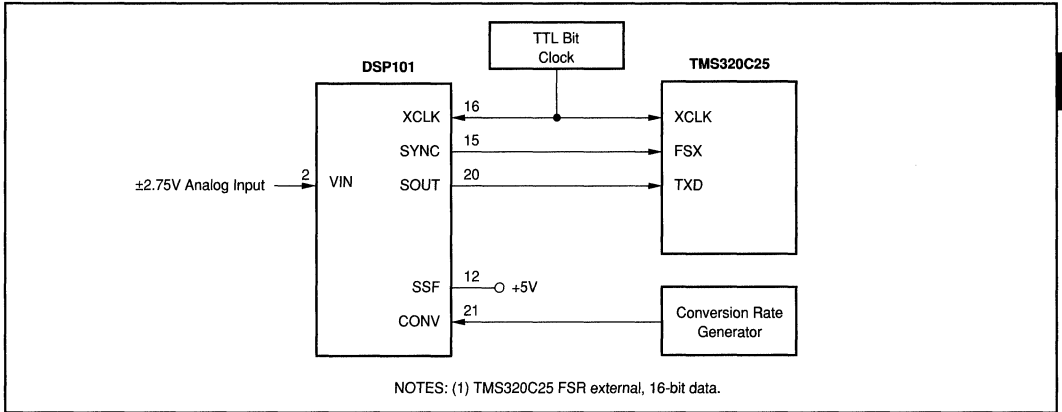 TTL Bit
Clock
DSP101
TMS320C25
XCLK
16
XCLK
SYNC
15
FSX
±2.75V Analog Input
2
VIN
SOUT
20
TXD
SSF
12
+5V
CONV
21
Conversion Rate
Generator
NOTES: (1) TMS320C25 FSR external, 16-bit data.